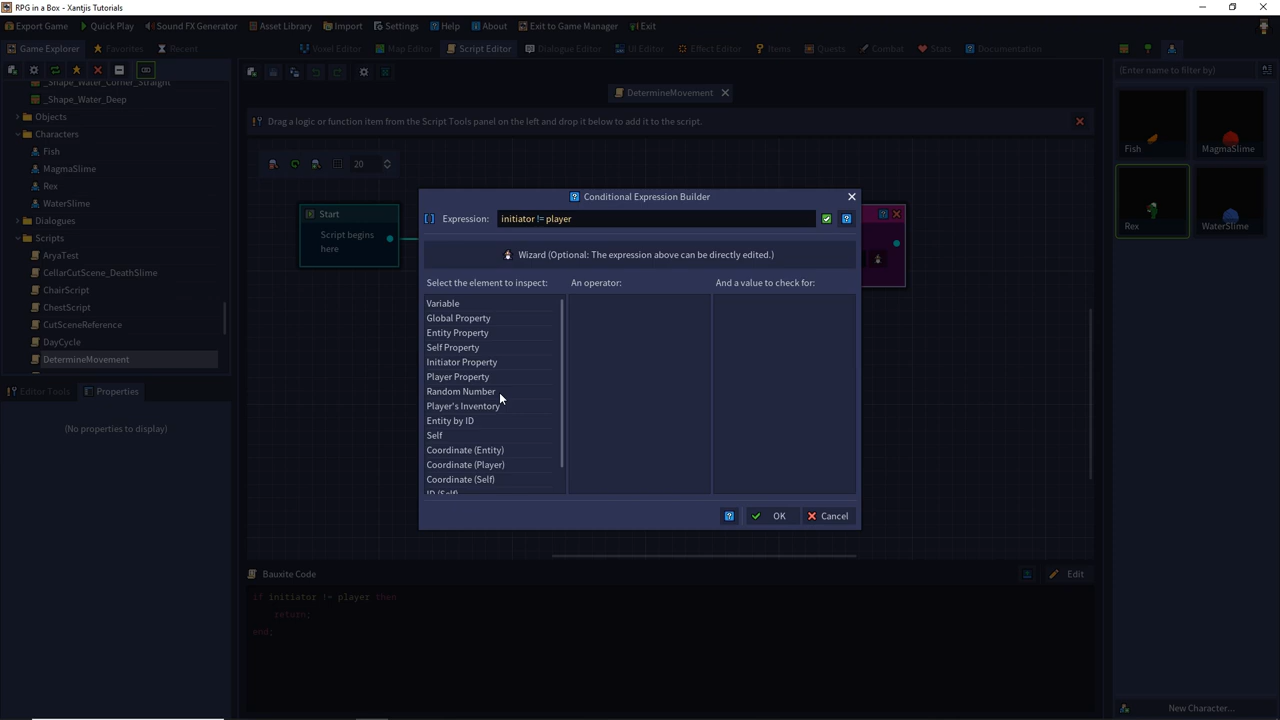 RPG in a Box - Xantjis Tutorials
Export Game Quick Play Sound FX Generator Asset Library Import Settings Help About Exit to Game Manager Exit
Game Explorer Favorites Recent Voxel Editor Map Editor Script Editor Dialogue Editor UI Editor Effect Editor Items Quests Combat Stats Documentation
(Enter name to filter by)
_Shape_Water_Corner_Straight
_Shape_Water_Deep
Objects
Characters
Fish
MagmaSlime
Rex
WaterSlime
Dialogues
Scripts
AryaTest
CellarCutScene_DeathSlime
ChairScript
ChestScript
CutSceneReference
DayCycle
DetermineMovement
Editor Tools Properties
(No properties to display)
DetermineMovement
Drag a logic or function item from the Script Tools panel on the left and drop it below to add it to the script.
20
Start
Script begins
here
Conditional Expression Builder
[ ] Expression: initiator != player
Wizard (Optional: The expression above can be directly edited.)
Select the element to inspect: An operator: And a value to check for:
Variable
Global Property
Entity Property
Self Property
Initiator Property
Player Property
Random Number
Player's Inventory
Entity by ID
Self
Coordinate (Entity)
Coordinate (Player)
Coordinate (Self)
ID (Self)
OK Cancel
Bauxite Code Edit
if initiator != player then
return;
end;
Fish MagmaSlime
Rex WaterSlime
New Character...